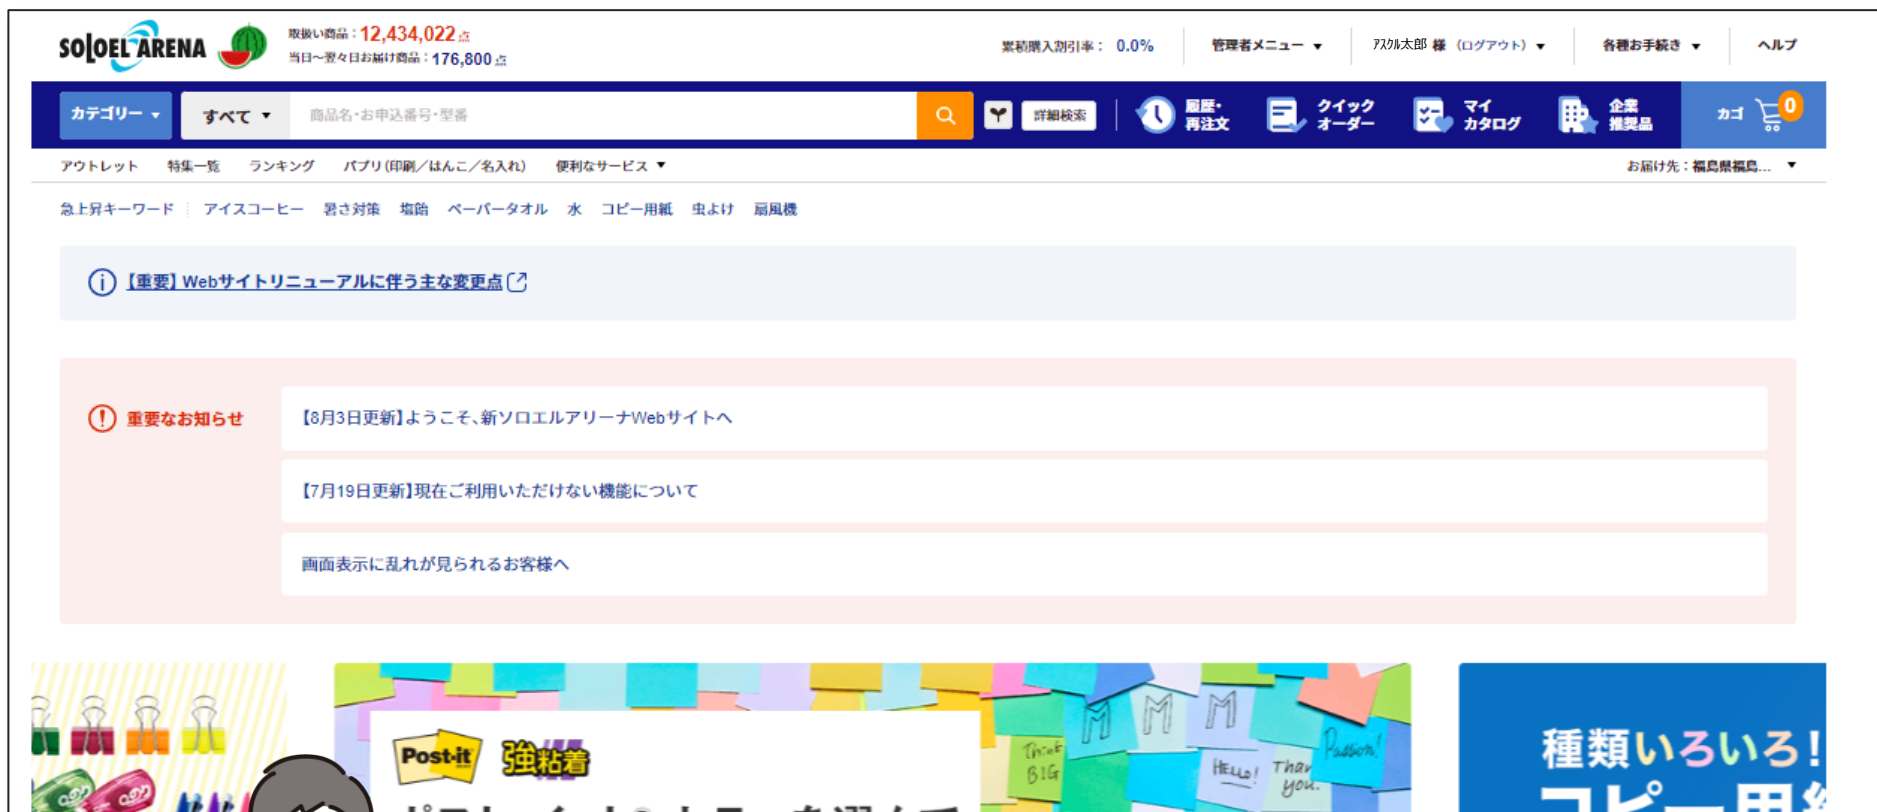 SOLOEL ARENA
取扱い商品：12,434,022点
当日～翌々日お届け商品：176,800点
累積購入割引率： 0.0%
管理者メニュー ▼
ｱｽｸﾙ太郎 様 （ログアウト） ▼
各種お手続き ▼
ヘルプ
カテゴリー ▼
すべて ▼
商品名・お申込番号・型番
詳細検索
履歴・
再注文
クイック
オーダー
マイ
カタログ
企業
推奨品
カゴ
0
アウトレット 特集一覧 ランキング パプリ（印刷／はんこ／名入れ） 便利なサービス ▼
お届け先：福島県福島... ▼
急上昇キーワード アイスコーヒー 暑さ対策 塩飴 ペーパータオル 水 コピー用紙 虫よけ 扇風機
【重要】Webサイトリニューアルに伴う主な変更点
重要なお知らせ
【8月3日更新】ようこそ、新ソロエルアリーナWebサイトへ
【7月19日更新】現在ご利用いただけない機能について
画面表示に乱れが見られるお客様へ
Post-it 強粘着
Think
BIG
M M M
HELLO!
Thank
you.
Passion!
種類いろいろ!